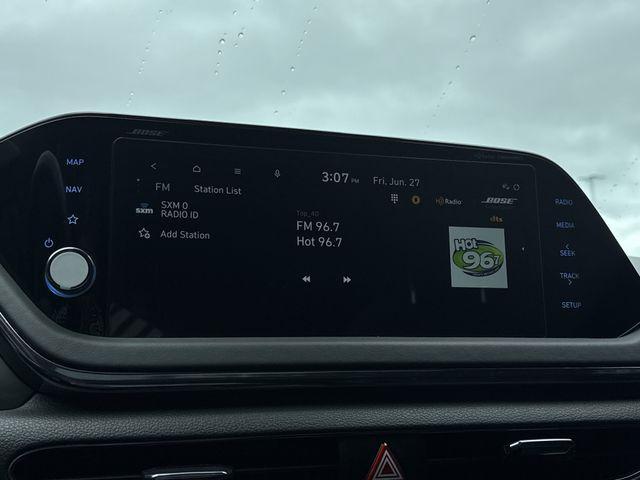 BOSE
MAP
NAV
3:07 PM
Fri, Jun. 27
FM
Station List
HD Radio
BOSE
dts
SXM 0
RADIO ID
sxm
Add Station
Top_40
FM 96.7
Hot 96.7
Hot
96.7
RADIO
MEDIA
SEEK
TRACK
SETUP